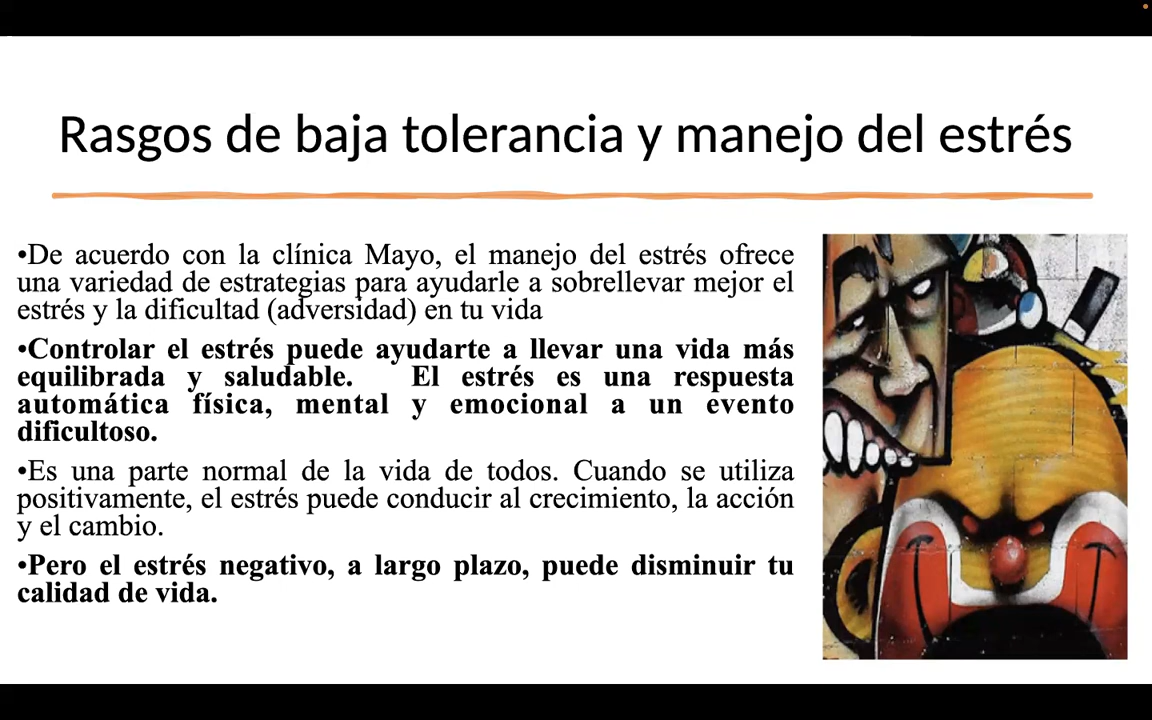 Rasgos de baja tolerancia y manejo del estrés
•De acuerdo con la clínica Mayo, el manejo del estrés ofrece
una variedad de estrategias para ayudarle a sobrellevar mejor el
estrés y la dificultad (adversidad) en tu vida
•Controlar el estrés puede ayudarte a llevar una vida más
equilibrada y saludable. El estrés es una respuesta
automática física, mental y emocional a un evento
dificultoso.
•Es una parte normal de la vida de todos. Cuando se utiliza
positivamente, el estrés puede conducir al crecimiento, la acción
y el cambio.
•Pero el estrés negativo, a largo plazo, puede disminuir tu
calidad de vida.